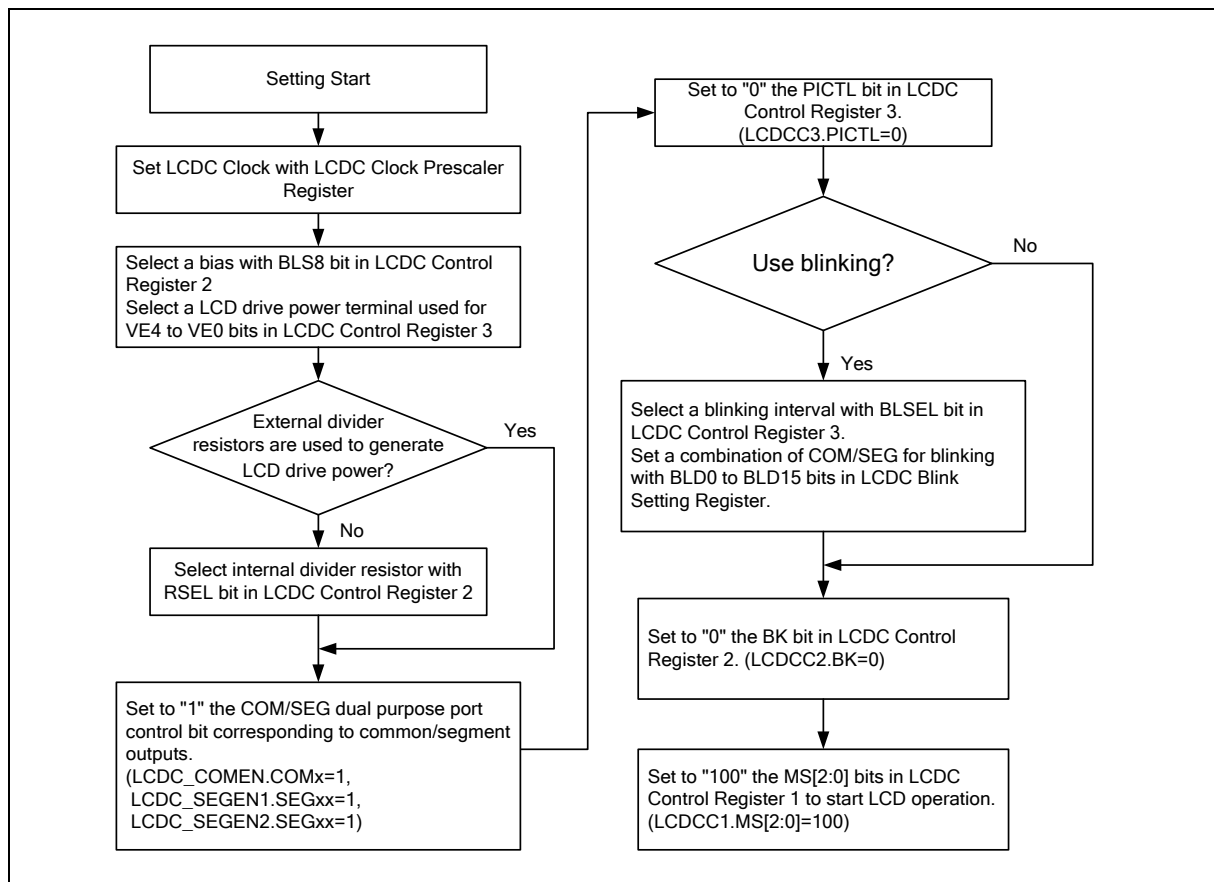 Setting Start
Set LCDC Clock with LCDC Clock Prescaler
Register
Select a bias with BLS8 bit in LCDC Control
Register 2
Select a LCD drive power terminal used for
VE4 to VE0 bits in LCDC Control Register 3
External divider
resistors are used to generate
LCD drive power?
Yes
No
Select internal divider resistor with
RSEL bit in LCDC Control Register 2
Set to "1" the COM/SEG dual purpose port
control bit corresponding to common/segment
outputs.
(LCDC_COMEN.COMx=1,
LCDC_SEGEN1.SEGxx=1,
LCDC_SEGEN2.SEGxx=1)
Set to "0" the PICTL bit in LCDC
Control Register 3.
(LCDCC3.PICTL=0)
Use blinking?
No
Yes
Select a blinking interval with BLSEL bit in
LCDC Control Register 3.
Set a combination of COM/SEG for blinking
with BLD0 to BLD15 bits in LCDC Blink
Setting Register.
Set to "0" the BK bit in LCDC Control
Register 2. (LCDCC2.BK=0)
Set to "100" the MS[2:0] bits in LCDC
Control Register 1 to start LCD operation.
(LCDCC1.MS[2:0]=100)